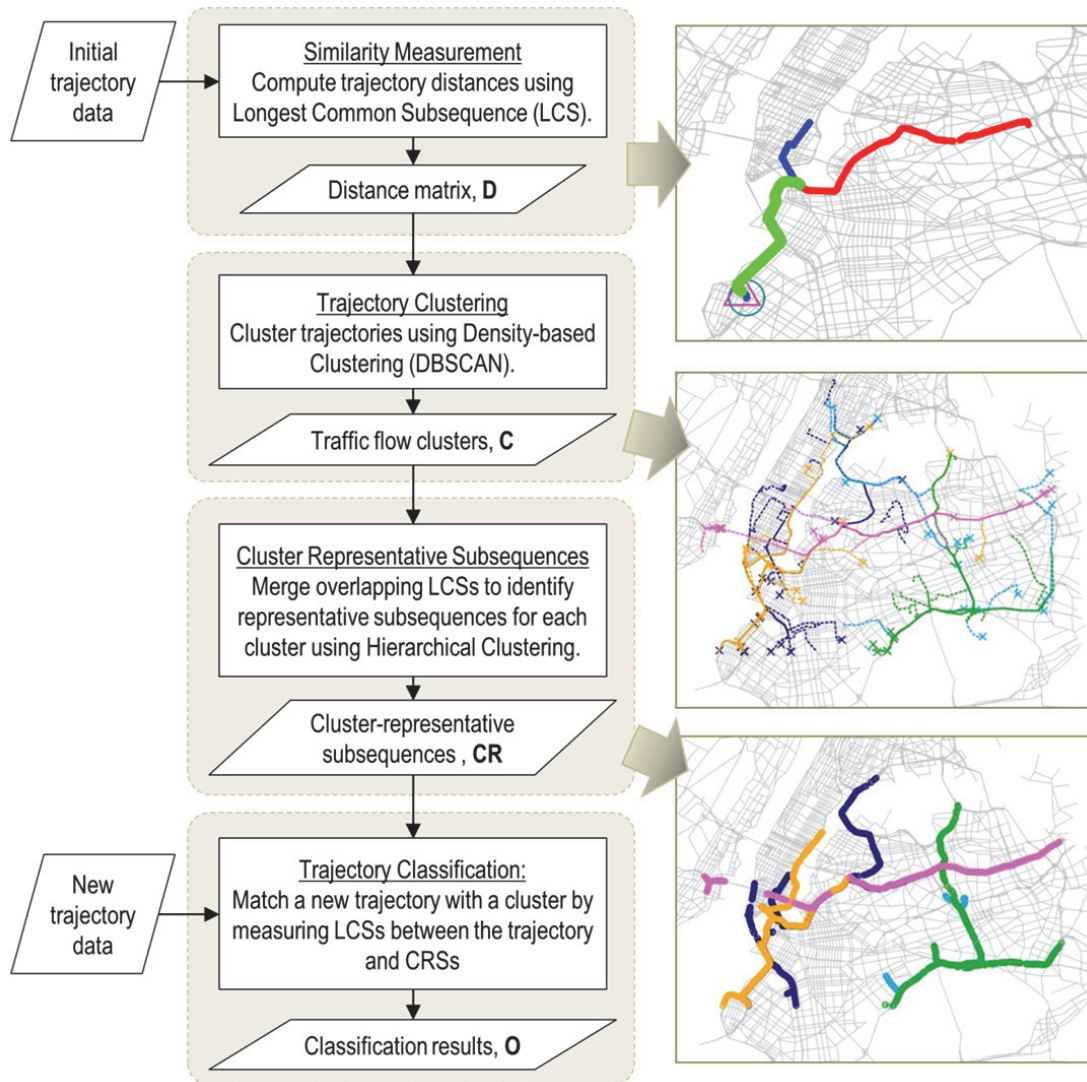 Initial
trajectory
data
Similarity Measurement
Compute trajectory distances using
Longest Common Subsequence (LCS).
Distance matrix, D
Trajectory Clustering
Cluster trajectories using Density-based
Clustering (DBSCAN).
Traffic flow clusters, C
Cluster Representative Subsequences
Merge overlapping LCSs to identify
representative subsequences for each
cluster using Hierarchical Clustering.
Cluster-representative
subsequences , CR
New
trajectory
data
Trajectory Classification:
Match a new trajectory with a cluster by
measuring LCSs between the trajectory
and CRSs
Classification results, O